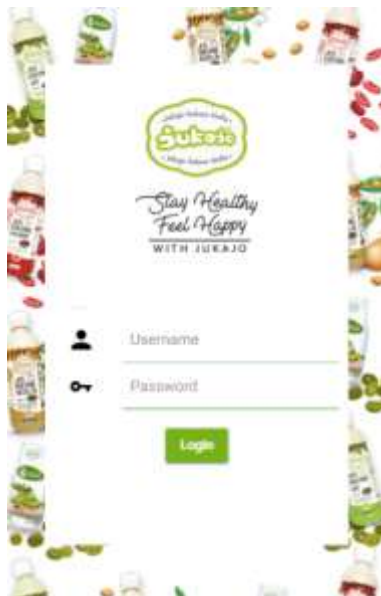 Jukajo
Stay Healthy
Feel Happy
WITH JUKAJO
Username
Password
Login